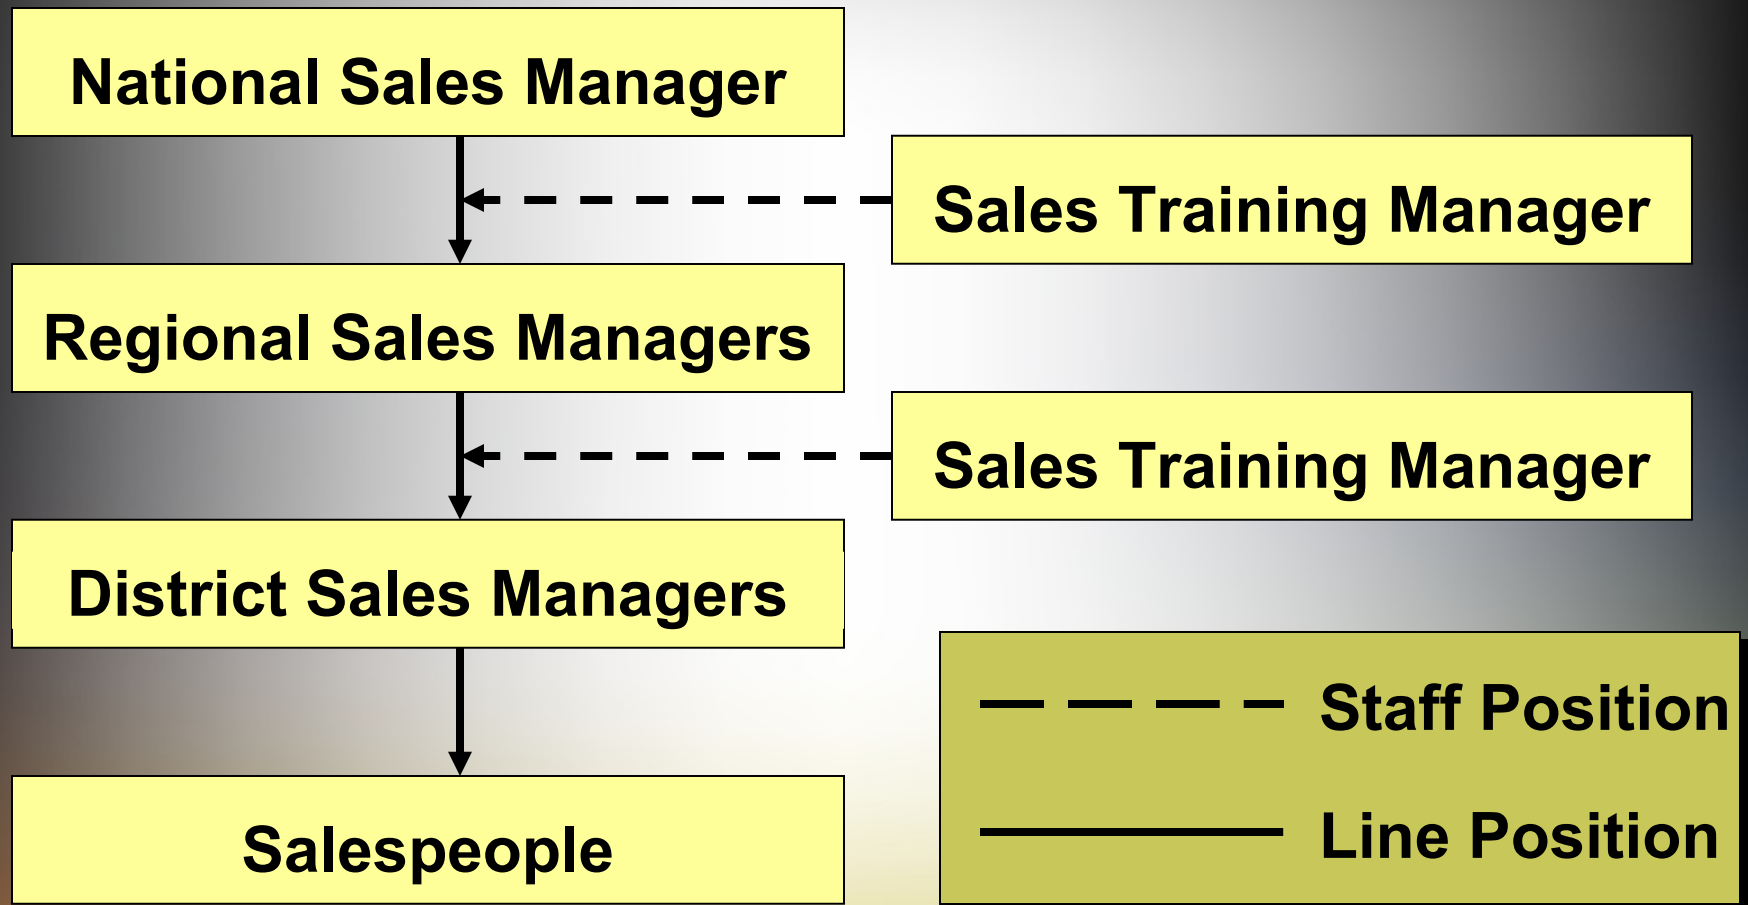 National Sales Manager
Sales Training Manager
Regional Sales Managers
Sales Training Manager
District Sales Managers
Staff Position
Line Position
Salespeople